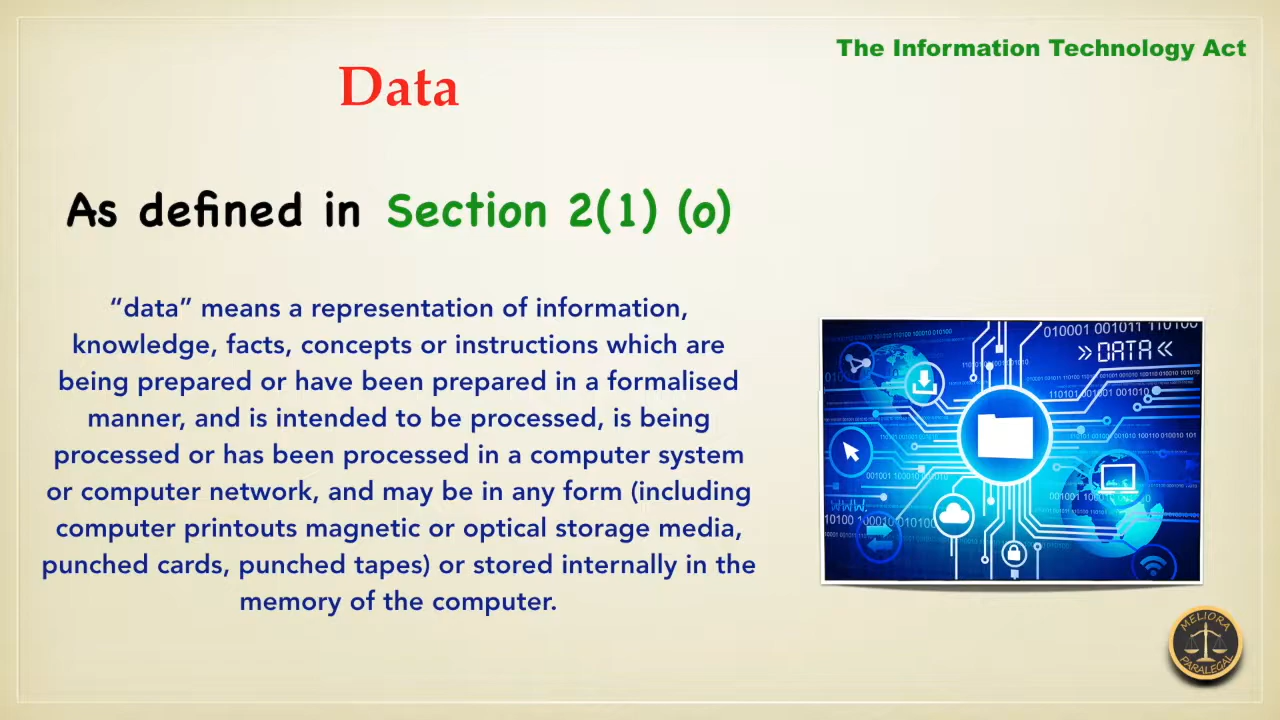 The Information Technology Act
Data
As defined in Section 2(1) (o)
“data” means a representation of information,
knowledge, facts, concepts or instructions which are
being prepared or have been prepared in a formalised
manner, and is intended to be processed, is being
processed or has been processed in a computer system
or computer network, and may be in any form (including
computer printouts magnetic or optical storage media,
punched cards, punched tapes) or stored internally in the
memory of the computer.
010001 001011 110100
»DATA«
WWW.
MELIORA
PARALEGAL